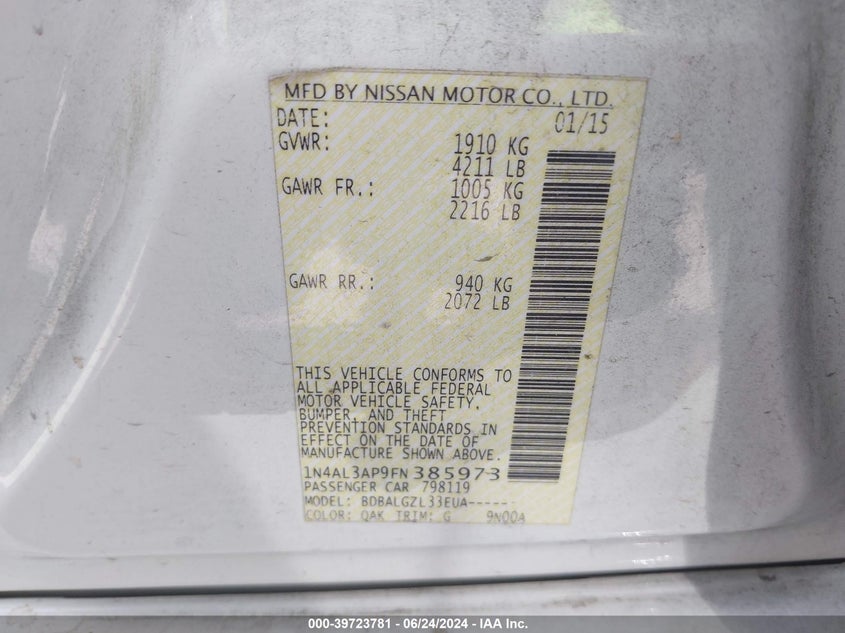 MFD BY NISSAN MOTOR CO., LTD.
DATE: 01/15
GVWR: 1910 KG
4211 LB
GAWR FR.: 1005 KG
2216 LB
GAWR RR.: 940 KG
2072 LB
THIS VEHICLE CONFORMS TO
ALL APPLICABLE FEDERAL
MOTOR VEHICLE SAFETY,
BUMPER, AND THEFT
PREVENTION STANDARDS IN
EFFECT ON THE DATE OF
MANUFACTURE SHOWN ABOVE.
1N4AL3AP9FN385973
PASSENGER CAR 798119
MODEL: BDBALGZL33EUA-----
COLOR: QAK TRIM: G 9N00A
000-39723781 - 06/24/2024 - IAA Inc.